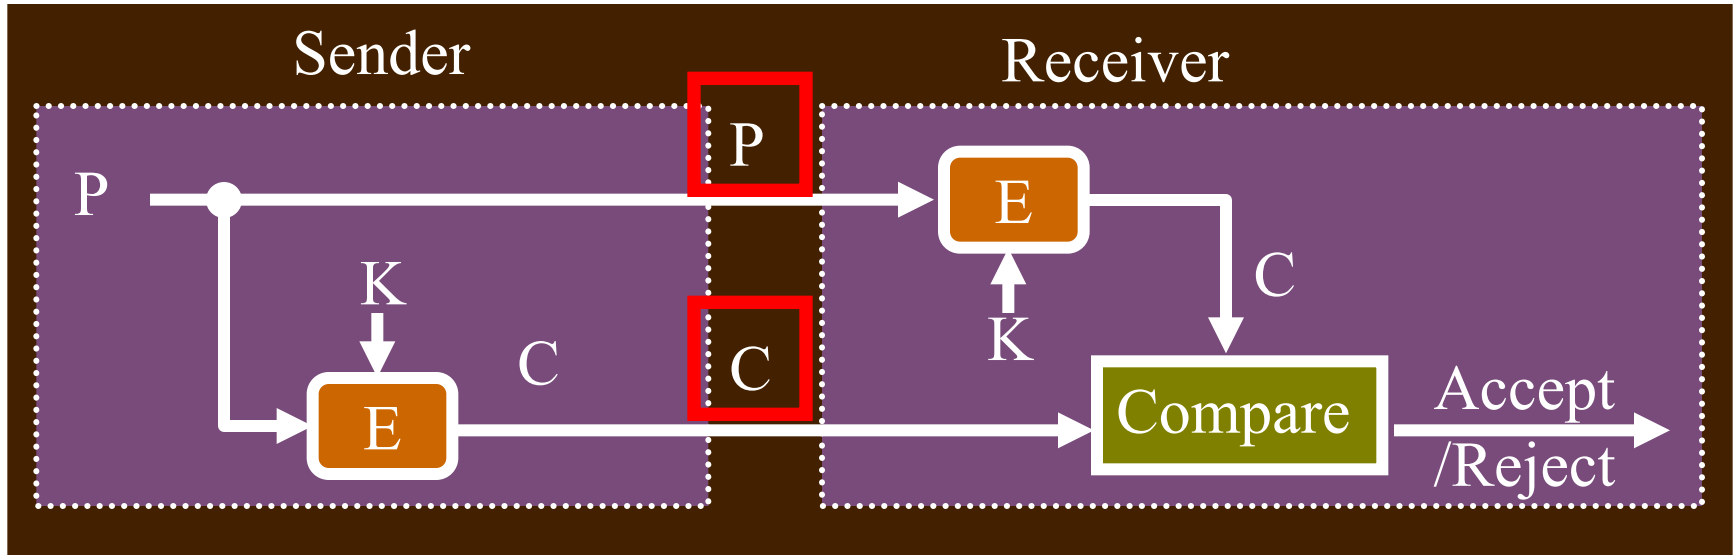 Sender
Receiver
P
P
E
K
C
K
C
C
E
Compare
Accept
/Reject